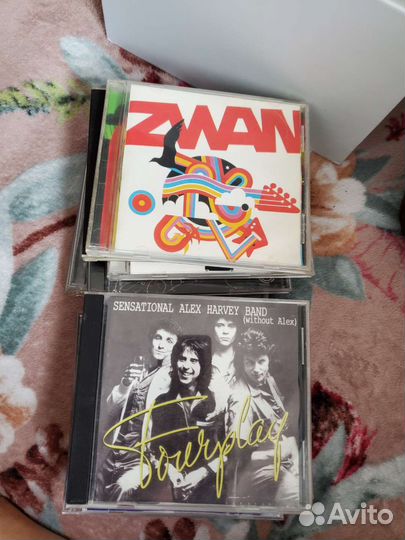 ZWAN
SENSATIONAL ALEX HARVEY BAND
(without Alex)
Fourplay
Avito